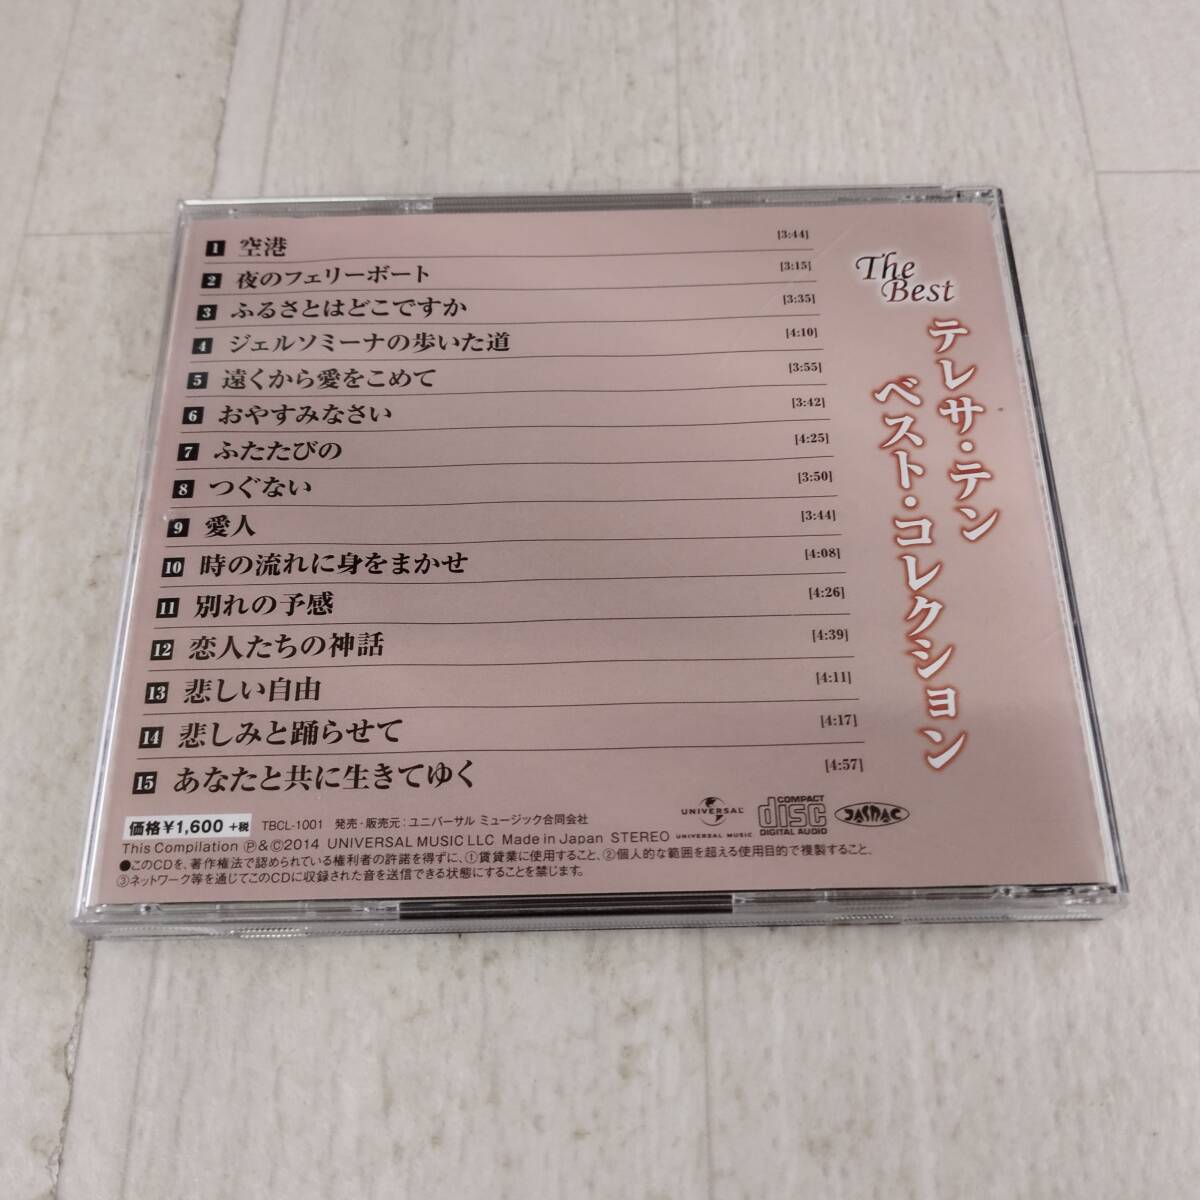 1 空港 [3:44]
2 夜のフェリーボート [3:15]
3 ふるさとはどこですか [3:35]
4 ジェルソミーナの歩いた道 [4:10]
5 遠くから愛をこめて [3:55]
6 おやすみなさい [3:42]
7 ふたたびの [4:25]
8 つぐない [3:50]
9 愛人 [3:44]
10 時の流れに身をまかせ [4:08]
11 別れの予感 [4:26]
12 恋人たちの神話 [4:39]
13 悲しい自由 [4:11]
14 悲しみと踊らせて [4:17]
15 あなたと共に生きてゆく [4:57]
The Best
テレサ・テン
ベスト・コレクション
価格¥1,600 +税 TBCL-1001 発売・販売元:ユニバーサル ミュージック合同会社
This Compilation Ⓟ&Ⓒ2014 UNIVERSAL MUSIC LLC Made in Japan STEREO
UNIVERSAL
UNIVERSAL MUSIC
COMPACT
disc
DIGITAL AUDIO
JASRAC
●このCDを、著作権法で認められている権利者の許諾を得ずに、①賃貸業に使用すること、②個人的な範囲を超える使用目的で複製すること、
③ネットワーク等を通じてこのCDに収録された音を送信できる状態にすることを禁じます。